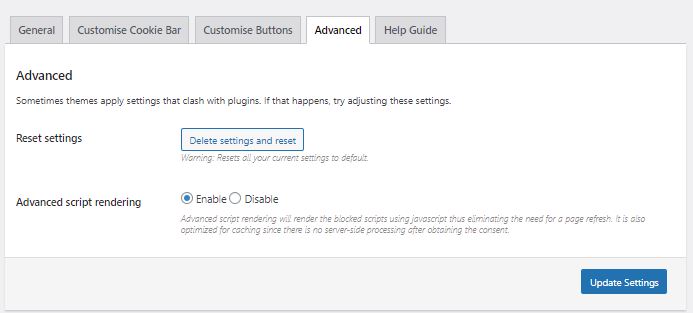 General Customise Cookie Bar Customise Buttons Advanced Help Guide
Advanced
Sometimes themes apply settings that clash with plugins. If that happens, try adjusting these settings.
Reset settings Delete settings and reset
Warning: Resets all your current settings to default.
Advanced script rendering Enable Disable
Advanced script rendering will render the blocked scripts using javascript thus eliminating the need for a page refresh. It is also
optimized for caching since there is no server-side processing after obtaining the consent.
Update Settings